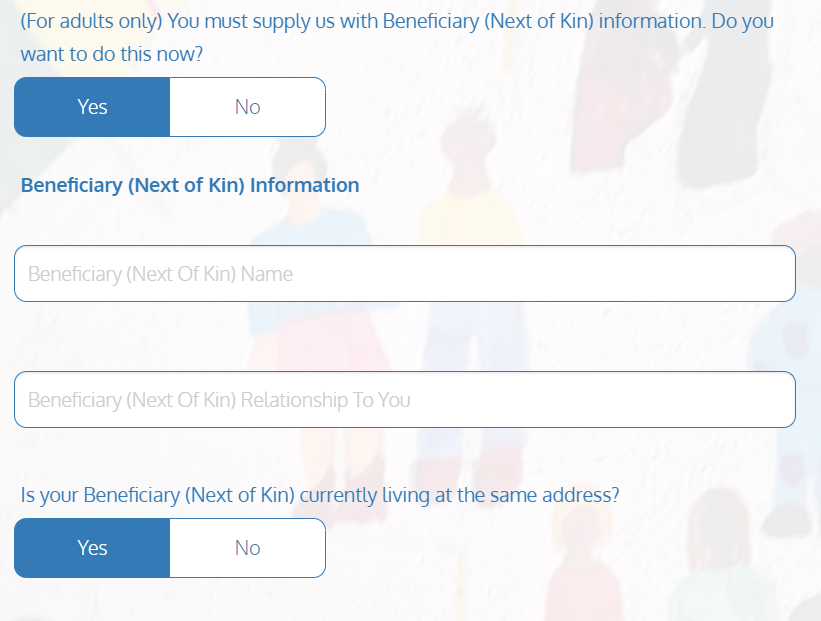 (For adults only) You must supply us with Beneficiary (Next of Kin) information. Do you
want to do this now?
Yes No
Beneficiary (Next of Kin) Information
Beneficiary (Next Of Kin) Name
Beneficiary (Next Of Kin) Relationship To You
Is your Beneficiary (Next of Kin) currently living at the same address?
Yes No